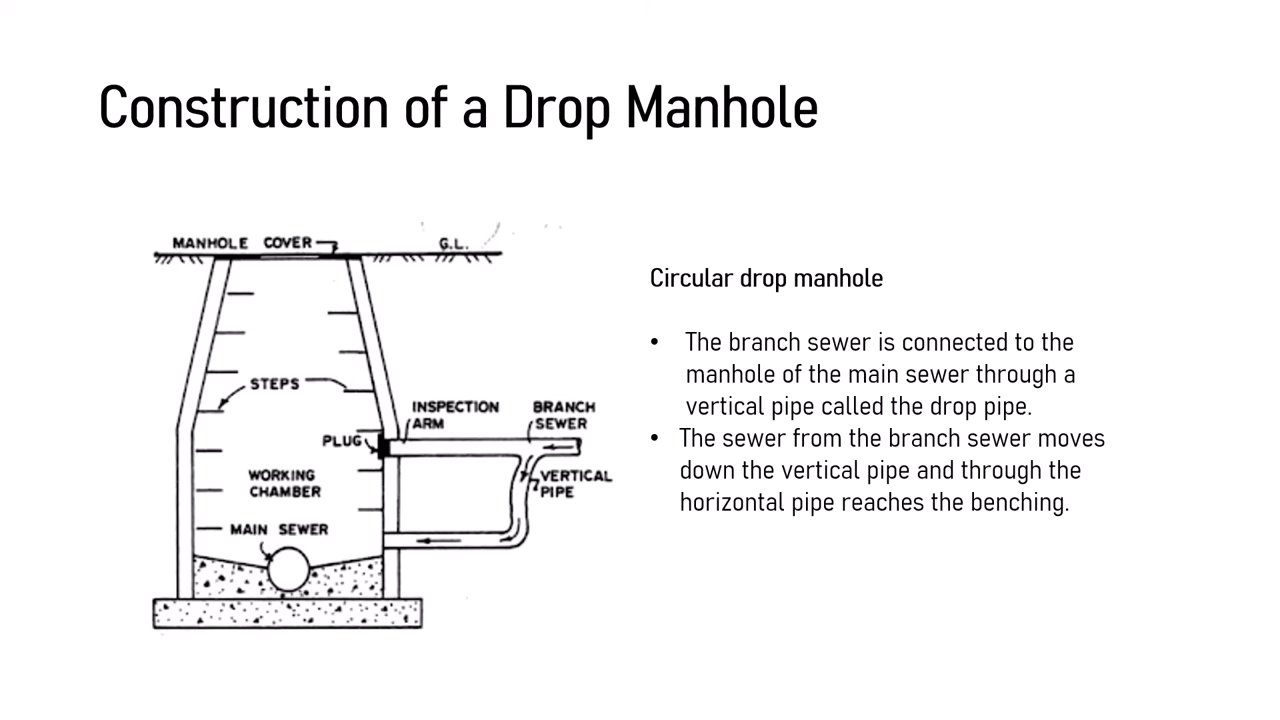 Construction of a Drop Manhole
MANHOLE COVER
G.L.
STEPS
INSPECTION
ARM
BRANCH
SEWER
PLUG
VERTICAL
PIPE
WORKING
CHAMBER
MAIN SEWER
Circular drop manhole
• The branch sewer is connected to the
manhole of the main sewer through a
vertical pipe called the drop pipe.
• The sewer from the branch sewer moves
down the vertical pipe and through the
horizontal pipe reaches the benching.